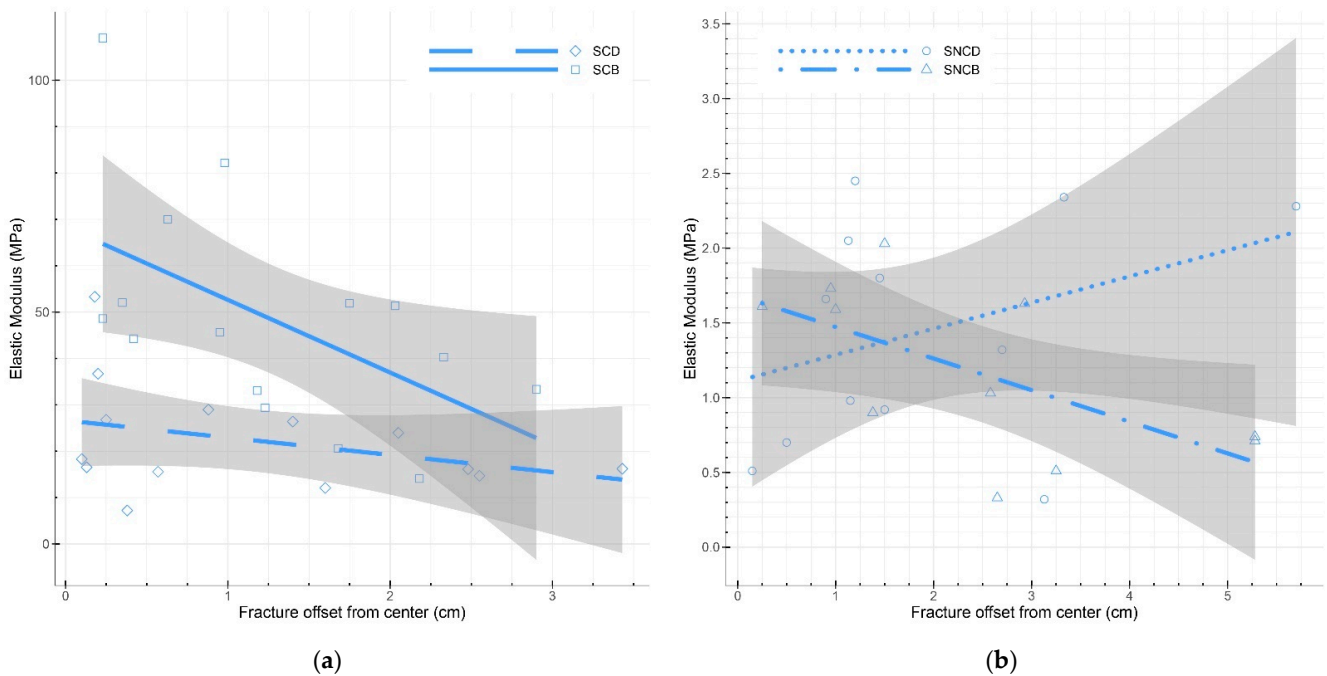 SCD
SCB
100
50
0
Elastic Modulus (MPa)
0 1 2 3
Fracture offset from center (cm)
(a)
SNCD
SNCB
3.5
3.0
2.5
2.0
1.5
1.0
0.5
0.0
Elastic Modulus (MPa)
0 1 2 3 4 5
Fracture offset from center (cm)
(b)